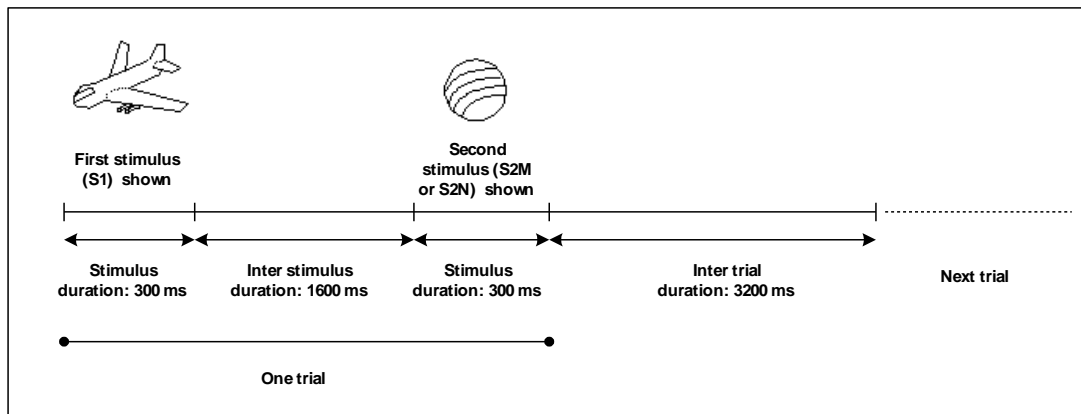 First stimulus
(S1) shown
Second
stimulus (S2M
or S2N) shown
Stimulus
duration: 300 ms
Inter stimulus
duration: 1600 ms
Stimulus
duration: 300 ms
Inter trial
duration: 3200 ms
Next trial
One trial